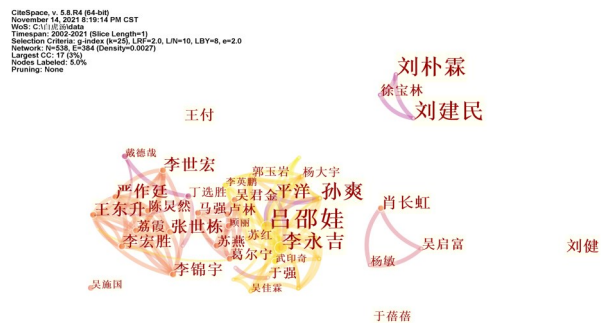 CiteSpace, v. 5.8.R4 (64-bit)
November 14, 2021 8:19:14 PM CST
WoS: C:\白虎汤\data
Timespan: 2002-2021 (Slice Length=1)
Selection Criteria: g-index (k=25), LRF=2.0, L/N=10, LBY=8, e=2.0
Network: N=538, E=384 (Density=0.0027)
Largest CC: 17 (3%)
Nodes Labeled: 5.0%
Pruning: None
刘朴霖
徐宝林
刘建民
王付
戴德哉
李世宏
郭玉岩
杨大宇
李英鹏
严作廷
丁选胜
吴君金
平洋
孙爽
肖长虹
王东升
陈炅然
马强
卢林
吕邵娃
荔霞
张世栋
顾丽
李宏胜
苏燕
苏红
李永吉
吴启富
刘健
葛尔宁
武印奇
杨敏
李锦宇
于强
吴施国
吴佳霖
于蓓蓓